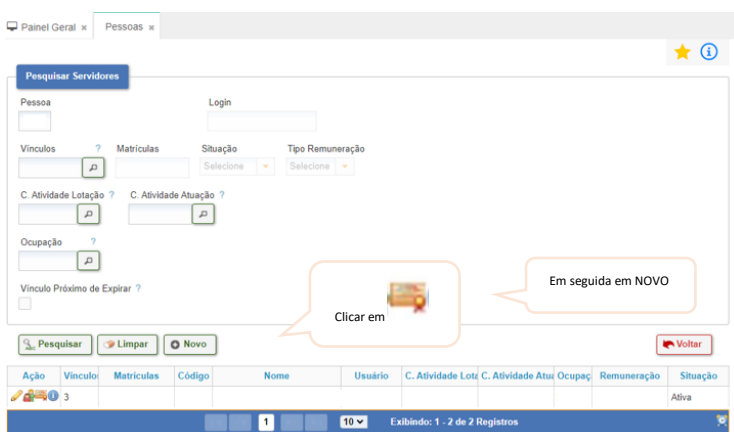 Painel Geral x Pessoas x
Pesquisar Servidores
Pessoa Login
Vínculos ? Matrículas Situação Tipo Remuneração
Selecione Selecione
C. Atividade Lotação ? C. Atividade Atuação ?
Ocupação ?
Vínculo Próximo de Expirar ?
Clicar em
Em seguida em NOVO
Pesquisar Limpar Novo Voltar
Ação Vínculo Matrículas Código Nome Usuário C. Atividade Lota C. Atividade Atua Ocupaç Remuneração Situação
3 Ativa
1 10 Exibindo: 1 - 2 de 2 Registros